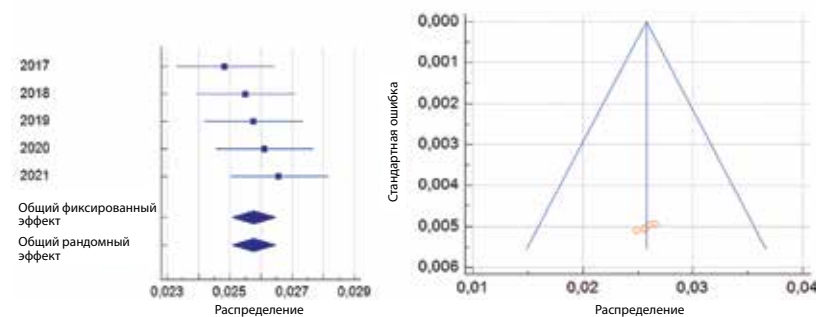 2017
2018
2019
2020
2021
Общий фиксированный
эффект
Общий рандомный
эффект
0,023
0,025
0,027
0,029
Распределение
Стандартная ошибка
0,000
0,001
0,002
0,003
0,004
0,005
0,006
0,01
0,02
0,03
0,04
Распределение